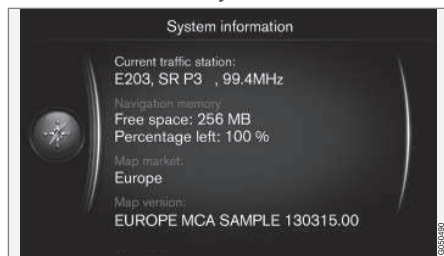 System information
Current traffic station:
E203, SR P3 , 99.4MHz
Navigation memory
Free space: 256 MB
Percentage left: 100 %
Map market:
Europe
Map version:
EUROPE MCA SAMPLE 130315.00
G050490